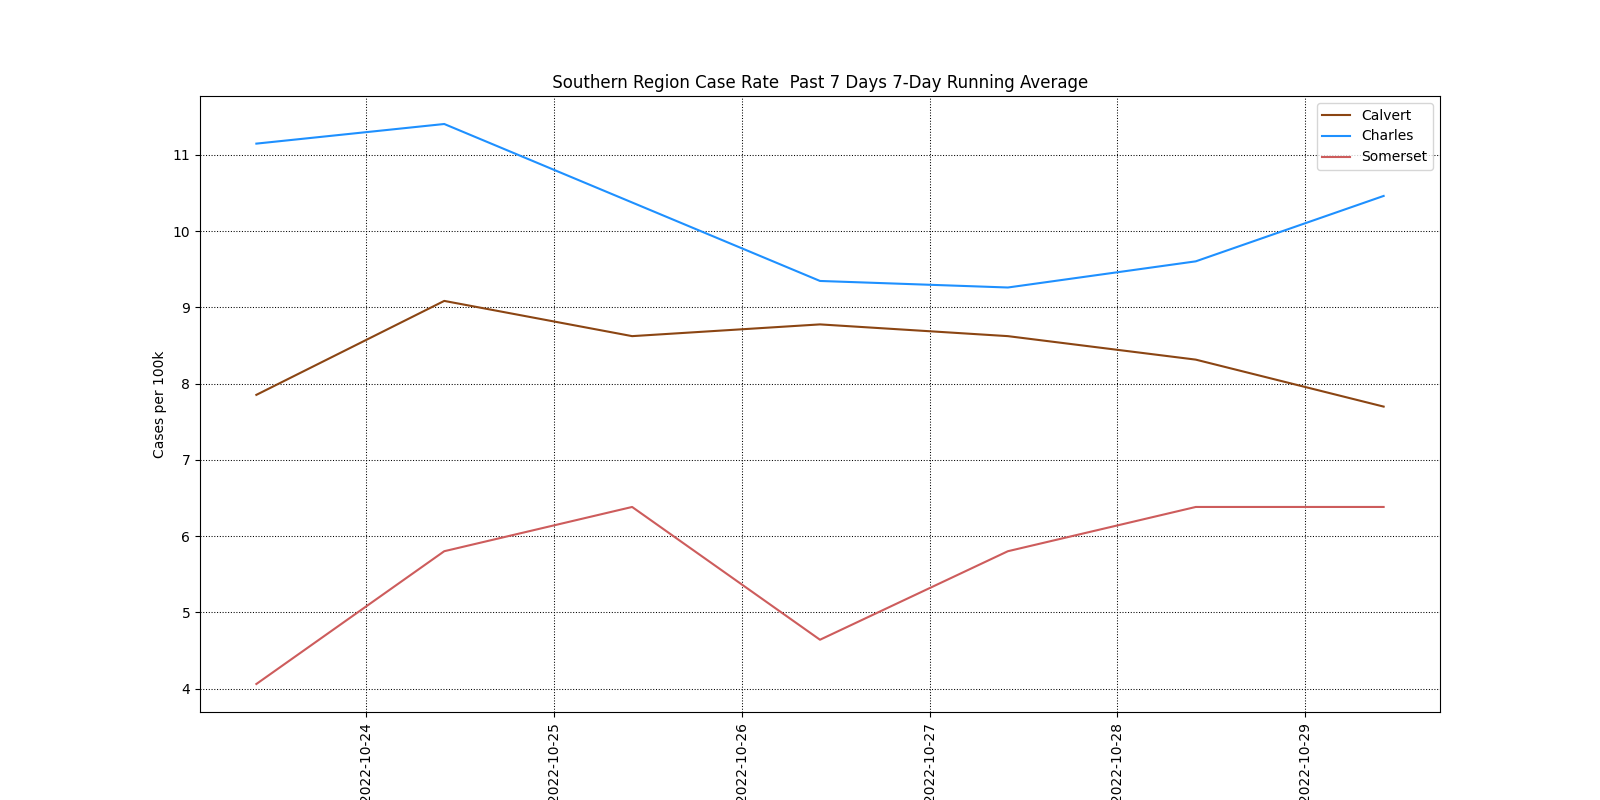 Southern Region Case Rate  Past 7 Days 7-Day Running Average
Calvert
Charles
Somerset
Cases per 100k
11
10
9
8
7
6
5
4
2022-10-24
2022-10-25
2022-10-26
2022-10-27
2022-10-28
2022-10-29